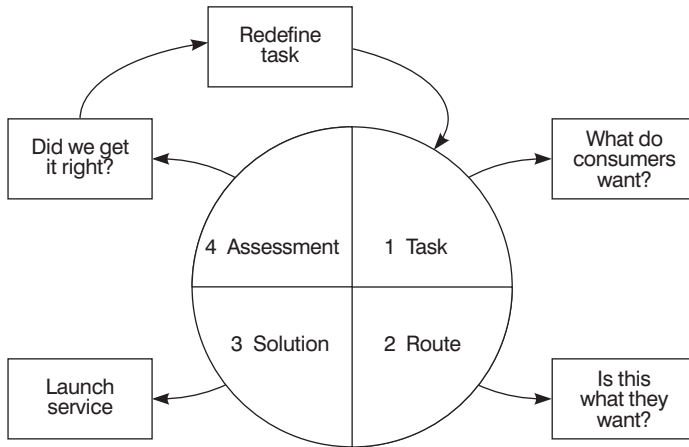 Redefine
task
Did we get
it right?
What do
consumers
want?
4 Assessment
1 Task
3 Solution
2 Route
Launch
service
Is this
what they
want?